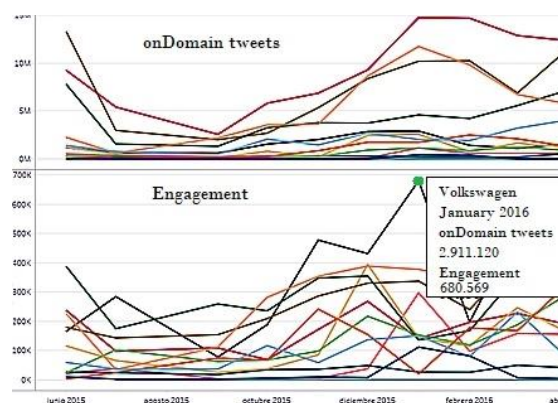 15M
onDomain tweets
10M
5M
0M
700K
Engagement
600K
500K
400K
300K
200K
100K
0K
Volkswagen
January 2016
onDomain tweets
2.911.120
Engagement
680.569
junio 2015
agosto 2015
octubre 2015
diciembre 2015
febrero 2016